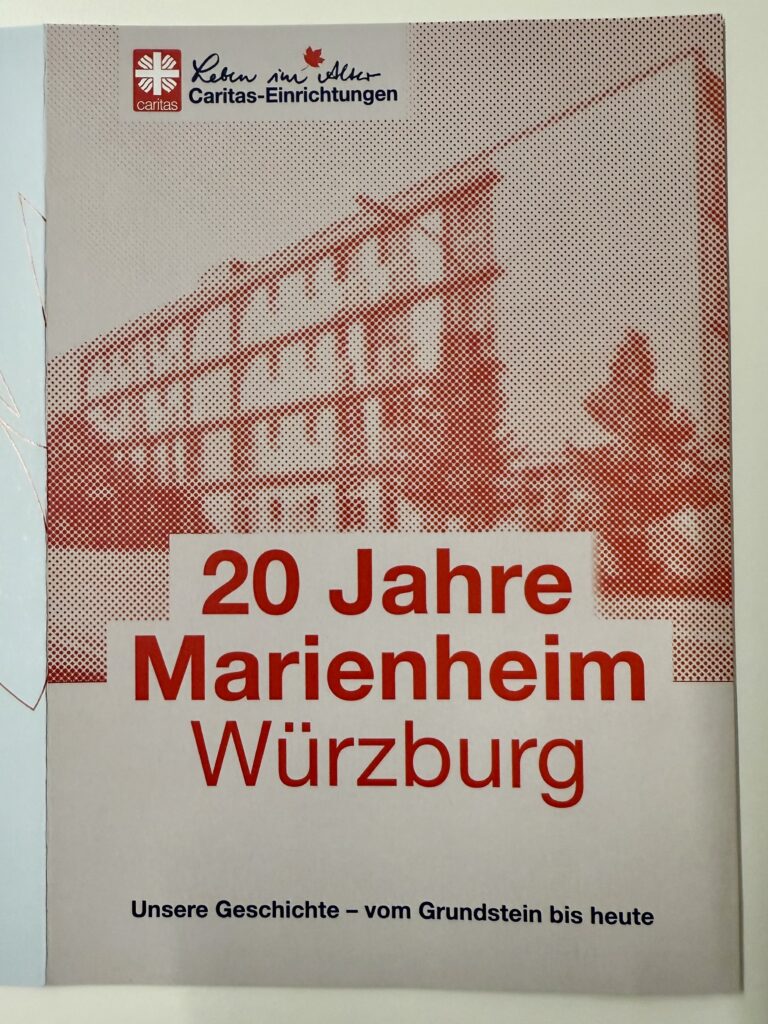 Leben im Alter
caritas
Caritas-Einrichtungen
20 Jahre
Marienheim
Würzburg
Unsere Geschichte – vom Grundstein bis heute